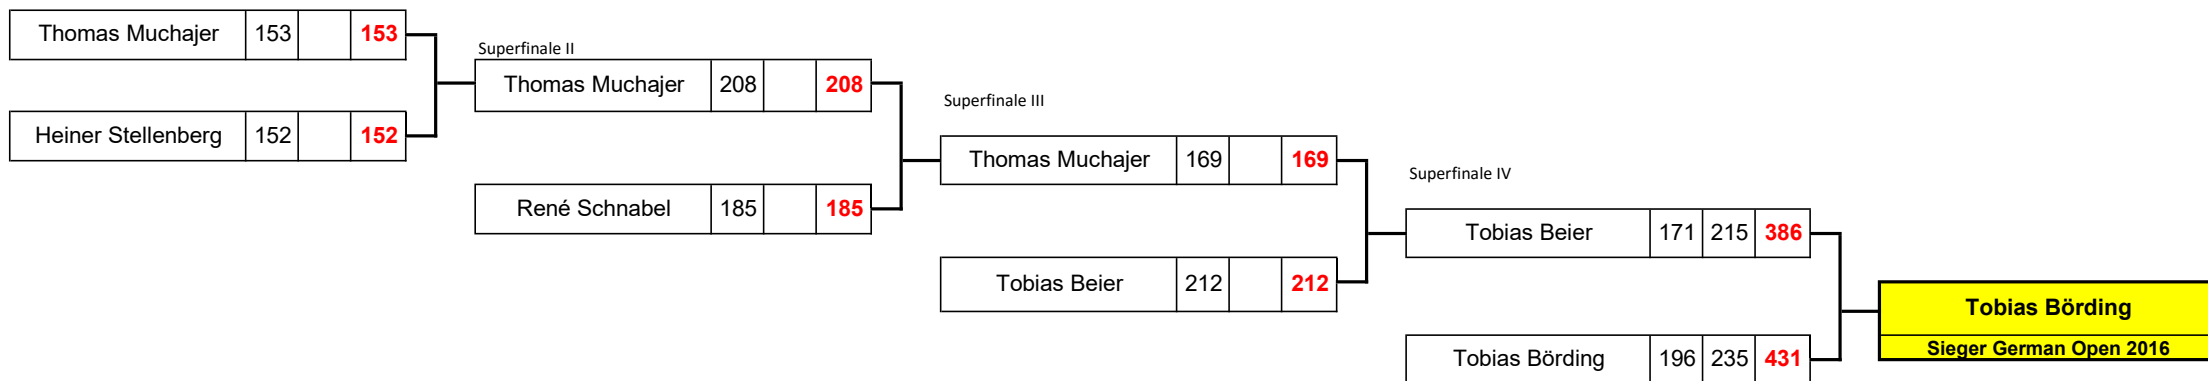 Thomas Muchajer 153 153
Superfinale II
Thomas Muchajer 208 208
Superfinale III
Heiner Stellenberg 152 152
Thomas Muchajer 169 169
Superfinale IV
René Schnabel 185 185
Tobias Beier 171 215 386
Tobias Beier 212 212
Tobias Börding
Sieger German Open 2016
Tobias Börding 196 235 431